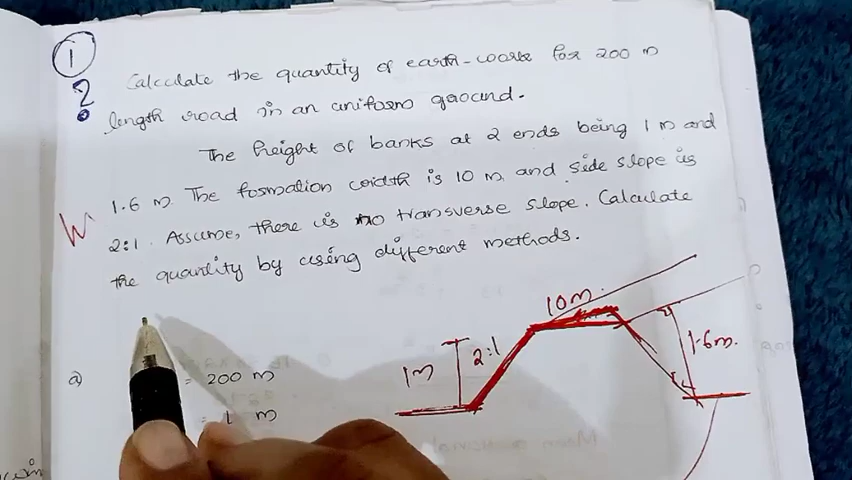 1
?
Calculate the quantity of earth-work for 200 m
length road in an uniform ground.
The height of banks at 2 ends being 1 m and
1.6 m. The formation width is 10 m and side slope is
2:1. Assume, there is no transverse slope. Calculate
the quantity by using different methods.
10m.
1m 2:1 1.6m.
a) = 200 m
= 1 m